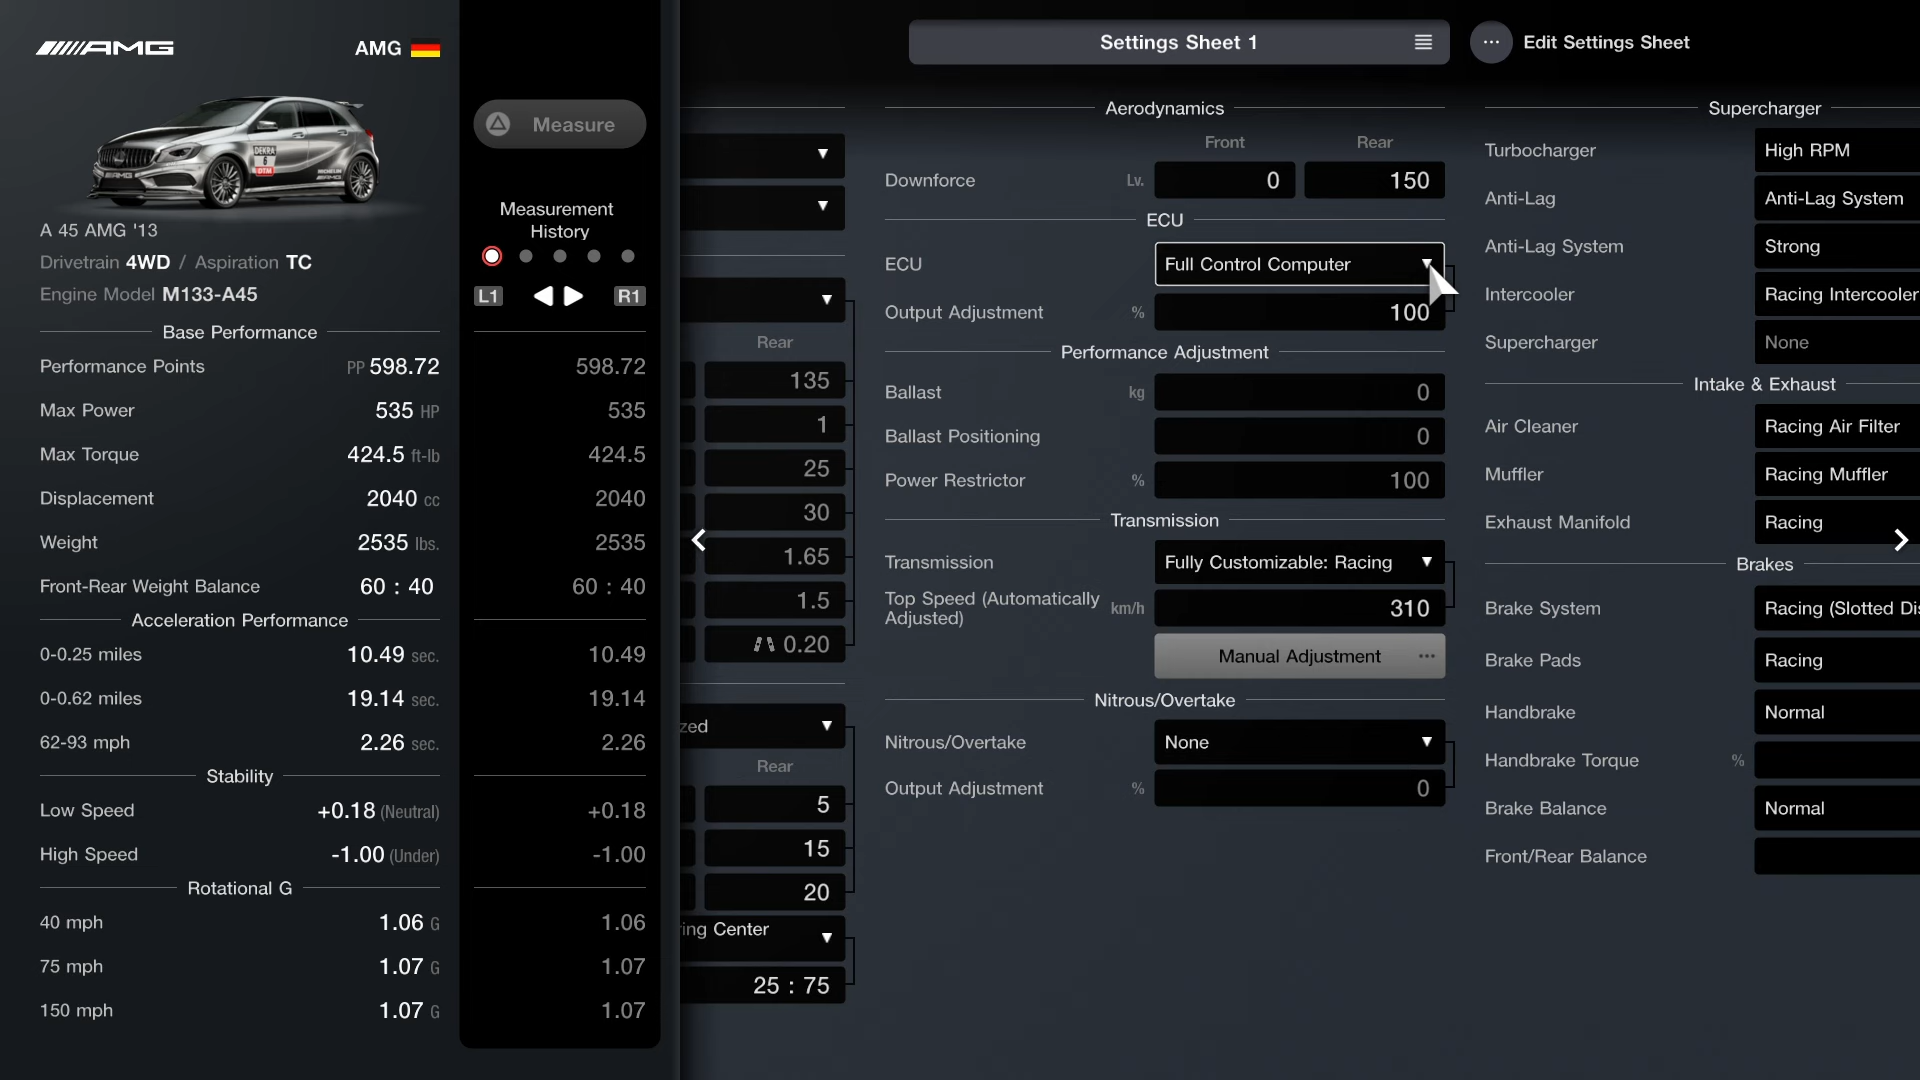 AMG
AMG
A 45 AMG '13
Drivetrain 4WD / Aspiration TC
Engine Model M133-A45
Base Performance
Performance Points PP 598.72
Max Power 535 HP
Max Torque 424.5 ft-lb
Displacement 2040 cc
Weight 2535 lbs.
Front-Rear Weight Balance 60 : 40
Acceleration Performance
0-0.25 miles 10.49 sec.
0-0.62 miles 19.14 sec.
62-93 mph 2.26 sec.
Stability
Low Speed +0.18 (Neutral)
High Speed -1.00 (Under)
Rotational G
40 mph 1.06 G
75 mph 1.07 G
150 mph 1.07 G
DEKRA
6
DTM
AMG
Measure
Measurement
History
L1 R1
598.72
535
424.5
2040
2535
60 : 40
10.49
19.14
2.26
+0.18
-1.00
1.06
1.07
1.07
Settings Sheet 1
Edit Settings Sheet
Rear
135
1
25
30
1.65
1.5
0.20
zed
Rear
5
15
20
ing Center
25 : 75
Aerodynamics
Front Rear
Downforce Lv. 0 150
ECU
ECU Full Control Computer
Output Adjustment % 100
Performance Adjustment
Ballast kg 0
Ballast Positioning 0
Power Restrictor % 100
Transmission
Transmission Fully Customizable: Racing
Top Speed (Automatically
Adjusted) km/h 310
Manual Adjustment
Nitrous/Overtake
Nitrous/Overtake None
Output Adjustment % 0
Supercharger
Turbocharger High RPM
Anti-Lag Anti-Lag System
Anti-Lag System Strong
Intercooler Racing Intercooler
Supercharger None
Intake & Exhaust
Air Cleaner Racing Air Filter
Muffler Racing Muffler
Exhaust Manifold Racing
Brakes
Brake System Racing (Slotted Dis
Brake Pads Racing
Handbrake Normal
Handbrake Torque %
Brake Balance Normal
Front/Rear Balance